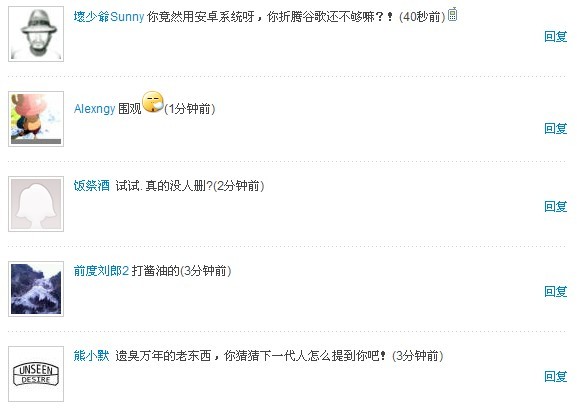 壞少爺Sunny 你竟然用安卓系统呀，你折腾谷歌还不够嘛？！ (40秒前)
回复
Alexngy 围观 (1分钟前)
回复
饭祭酒 试试. 真的没人删?(2分钟前)
回复
前度刘郎2 打酱油的(3分钟前)
回复
熊小默 遗臭万年的老东西，你猜猜下一代人怎么提到你吧！ (3分钟前)
UNSEEN
DESIRE
回复